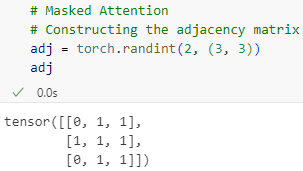 # Masked Attention
# Constructing the adjacency matrix
adj = torch.randint(2, (3, 3))
adj
✓ 0.0s
tensor([[0, 1, 1],
        [1, 1, 1],
        [0, 1, 1]])